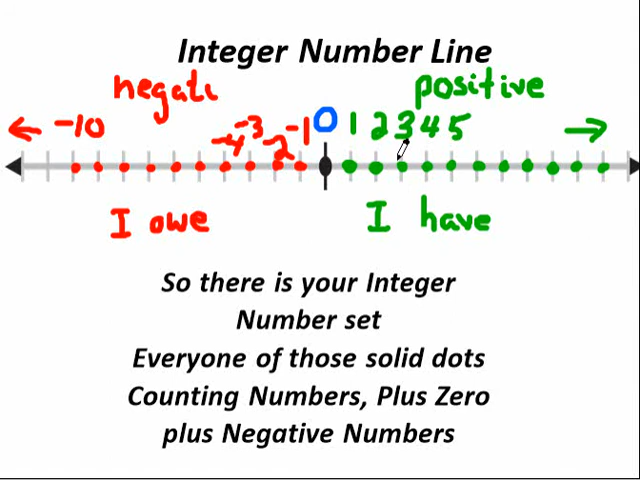 Integer Number Line
negati positive
-10 -4 -3 -2 -1 0 1 2 3 4 5
I owe I have
So there is your Integer
Number set
Everyone of those solid dots
Counting Numbers, Plus Zero
plus Negative Numbers